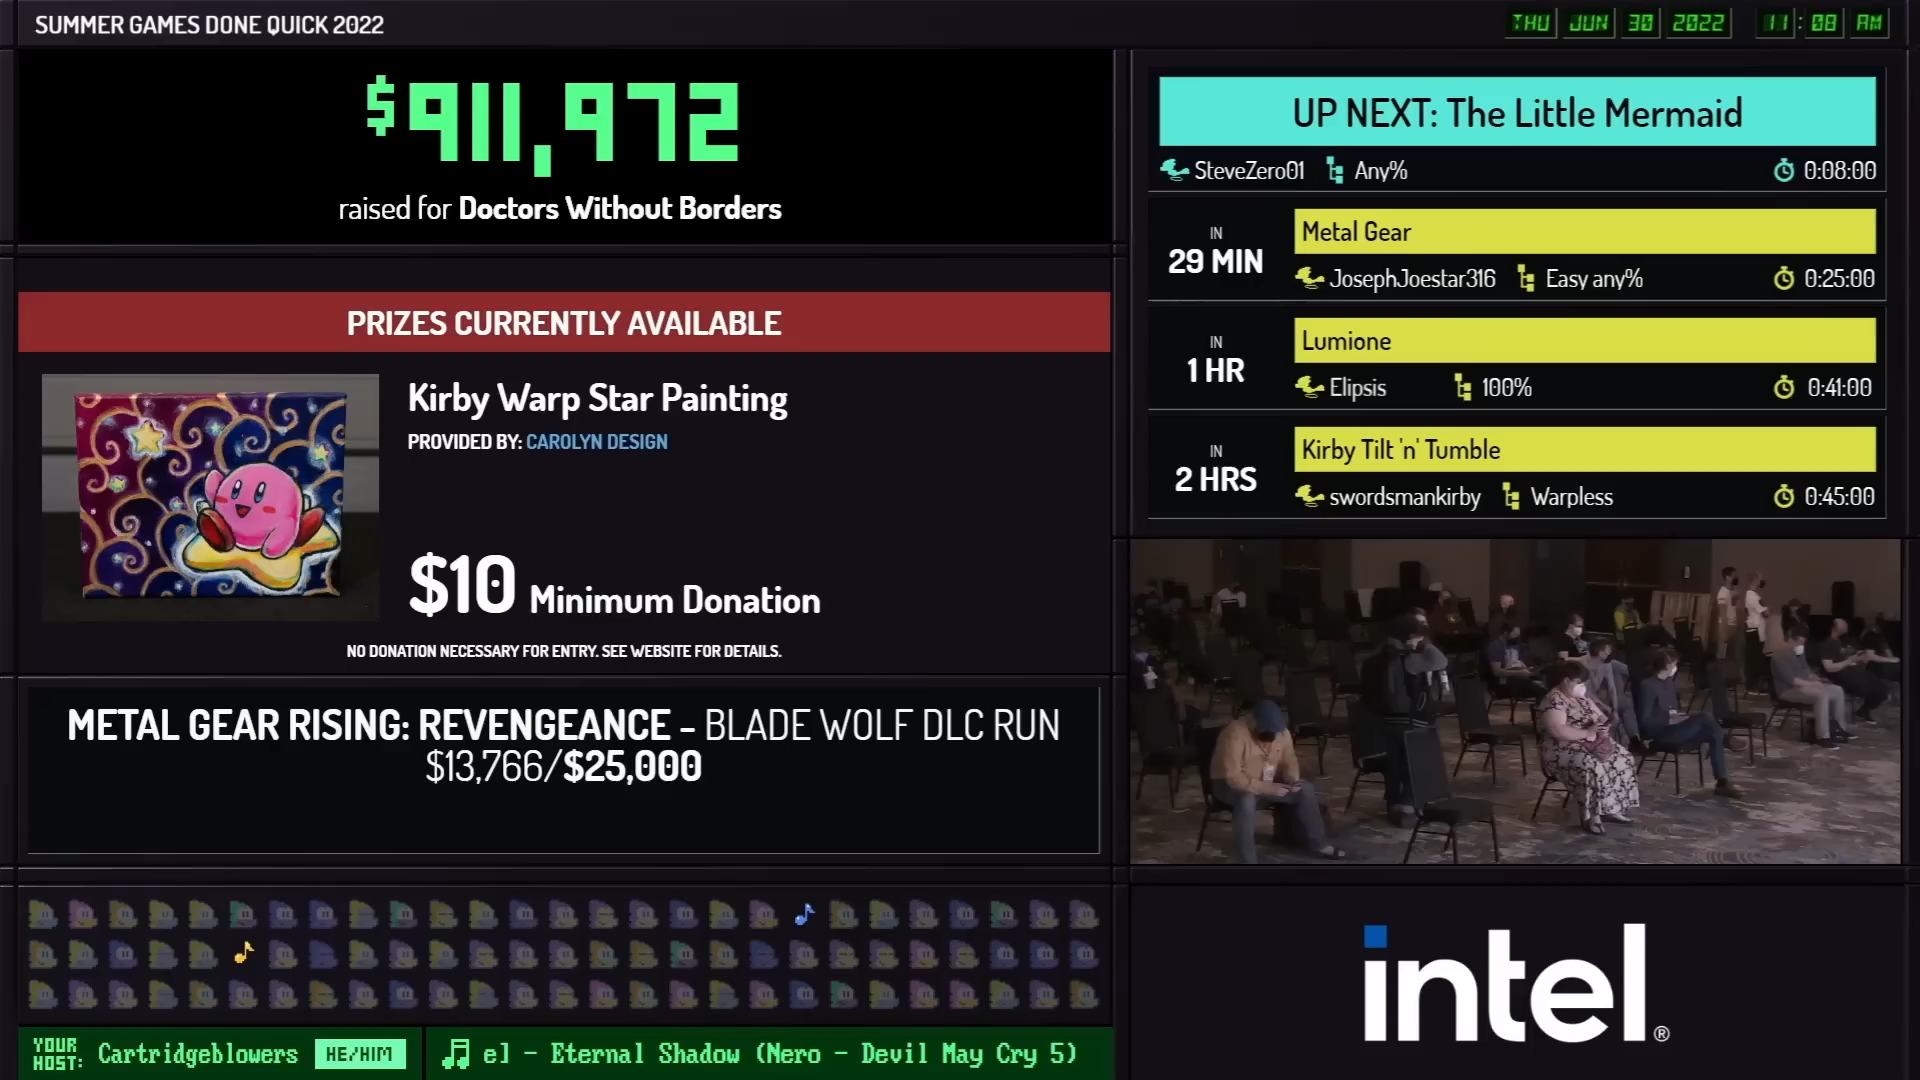 SUMMER GAMES DONE QUICK 2022
THU JUN 30 2022 11:08 AM
$911,972
raised for Doctors Without Borders
PRIZES CURRENTLY AVAILABLE
Kirby Warp Star Painting
PROVIDED BY: CAROLYN DESIGN
$10 Minimum Donation
NO DONATION NECESSARY FOR ENTRY. SEE WEBSITE FOR DETAILS.
METAL GEAR RISING: REVENGEANCE - BLADE WOLF DLC RUN
$13,766/$25,000
YOUR HOST: Cartridgeblowers HE/HIM
e] - Eternal Shadow (Nero - Devil May Cry 5)
UP NEXT: The Little Mermaid
SteveZero01 Any% 0:08:00
IN 29 MIN
Metal Gear
JosephJoestar316 Easy any% 0:25:00
IN 1 HR
Lumione
Elipsis 100% 0:41:00
IN 2 HRS
Kirby Tilt 'n' Tumble
swordsmankirby Warpless 0:45:00
intel®